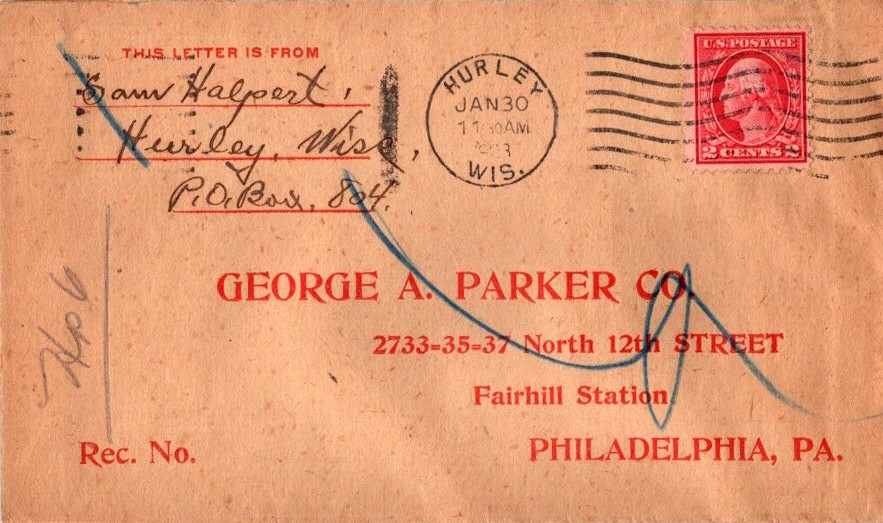 THIS LETTER IS FROM
Sam Halpert,
Hurley, Wisc,
P.O. Box, 804.
HURLEY
JAN 30
11 30 AM
WIS.
U.S. POSTAGE
2 CENTS 2
GEORGE A. PARKER CO.
2733=35=37 North 12th STREET
Fairhill Station
PHILADELPHIA, PA.
Rec. No.